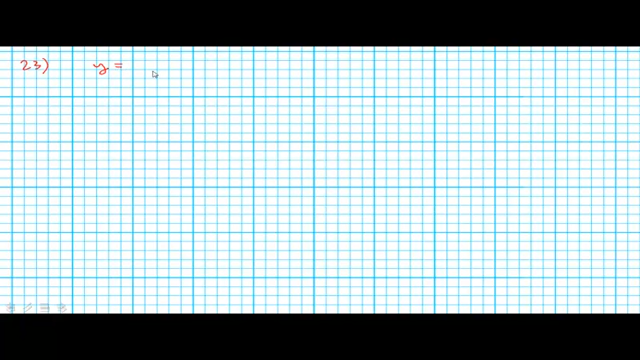 23) y =